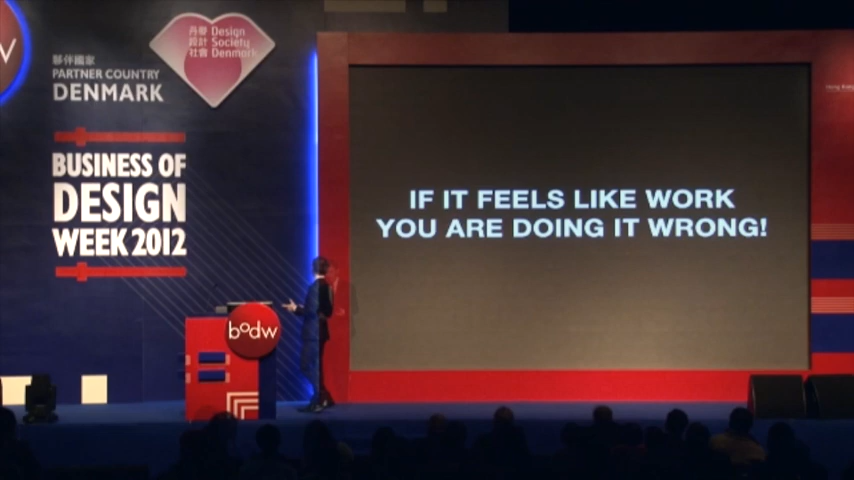 W
夥伴國家
PARTNER COUNTRY
DENMARK
丹麥 Design
設計 Society
社會 Denmark
BUSINESS OF
DESIGN
WEEK 2012
IF IT FEELS LIKE WORK
YOU ARE DOING IT WRONG!
bodw